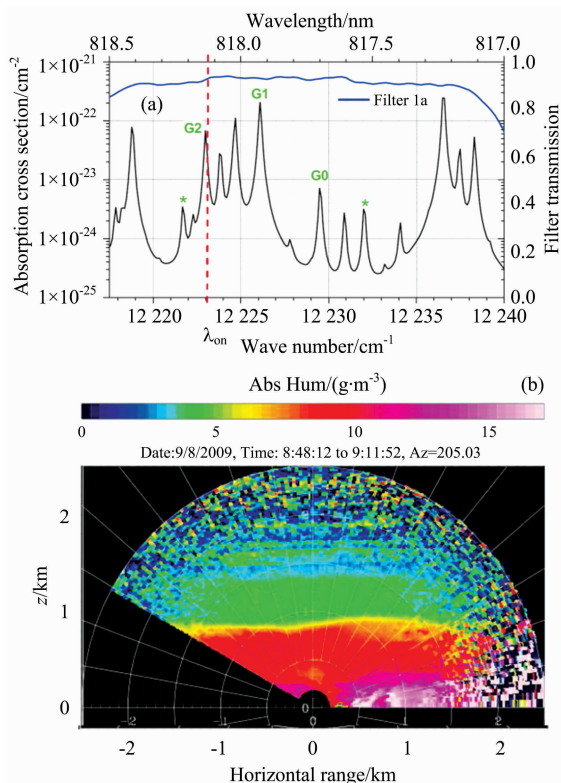 Wavelength/nm
818.5 818.0 817.5 817.0
Absorption cross section/cm⁻²
1×10⁻²¹
1×10⁻²²
1×10⁻²³
1×10⁻²⁴
1×10⁻²⁵
(a)
G1
G2
G0
*
*
Filter 1a
1.0
0.8
0.6
0.4
0.2
0.0
Filter transmission
12 220 12 225 12 230 12 235 12 240
λon
Wave number/cm⁻¹
Abs Hum/(g·m⁻³) (b)
0 5 10 15
Date:9/8/2009, Time: 8:48:12 to 9:11:52, Az=205.03
z/km
2
1
0
-2 -1 0 1 2
-2 -1 0 1 2
Horizontal range/km